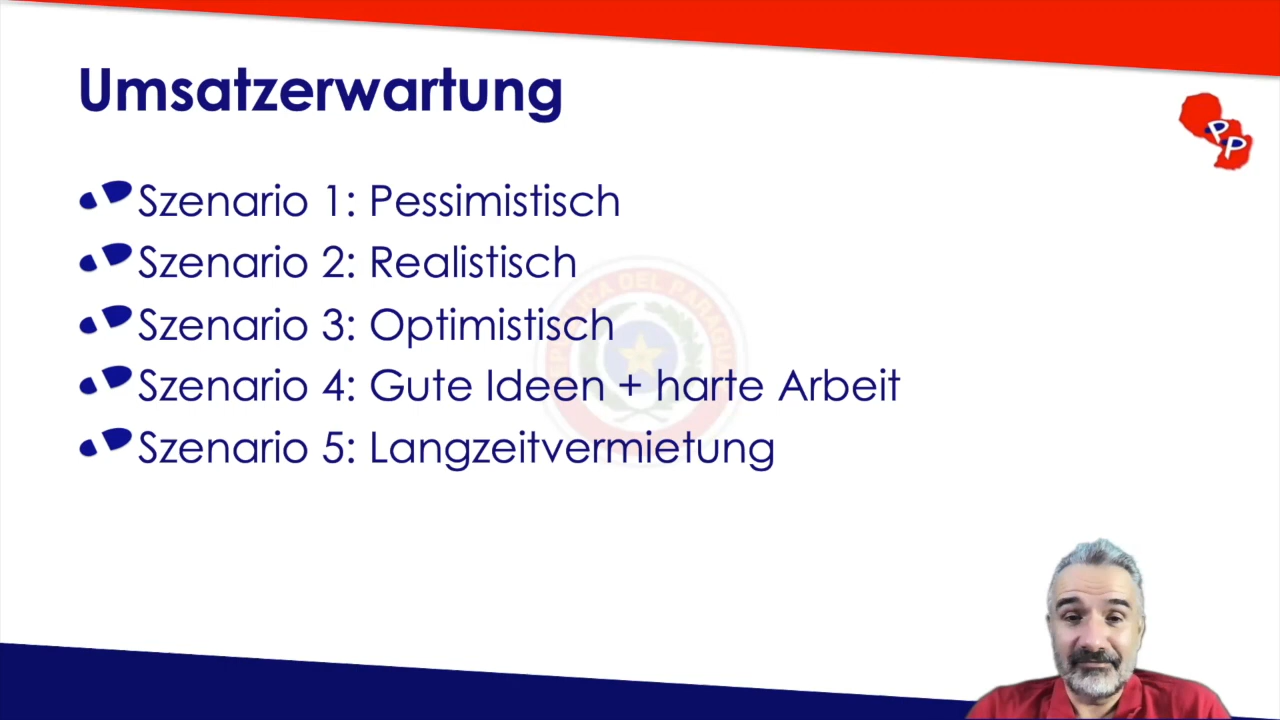 Umsatzerwartung
PP
Szenario 1: Pessimistisch
Szenario 2: Realistisch
Szenario 3: Optimistisch
Szenario 4: Gute Ideen + harte Arbeit
Szenario 5: Langzeitvermietung